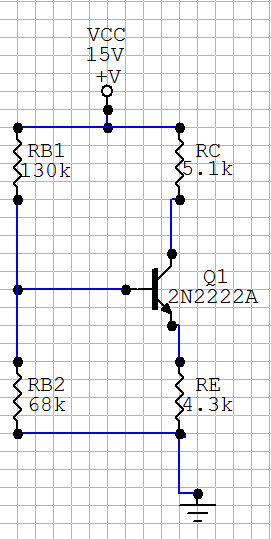 VCC
15V
+V
RB1
130k
RC
5.1k
Q1
2N2222A
RB2
68k
RE
4.3k